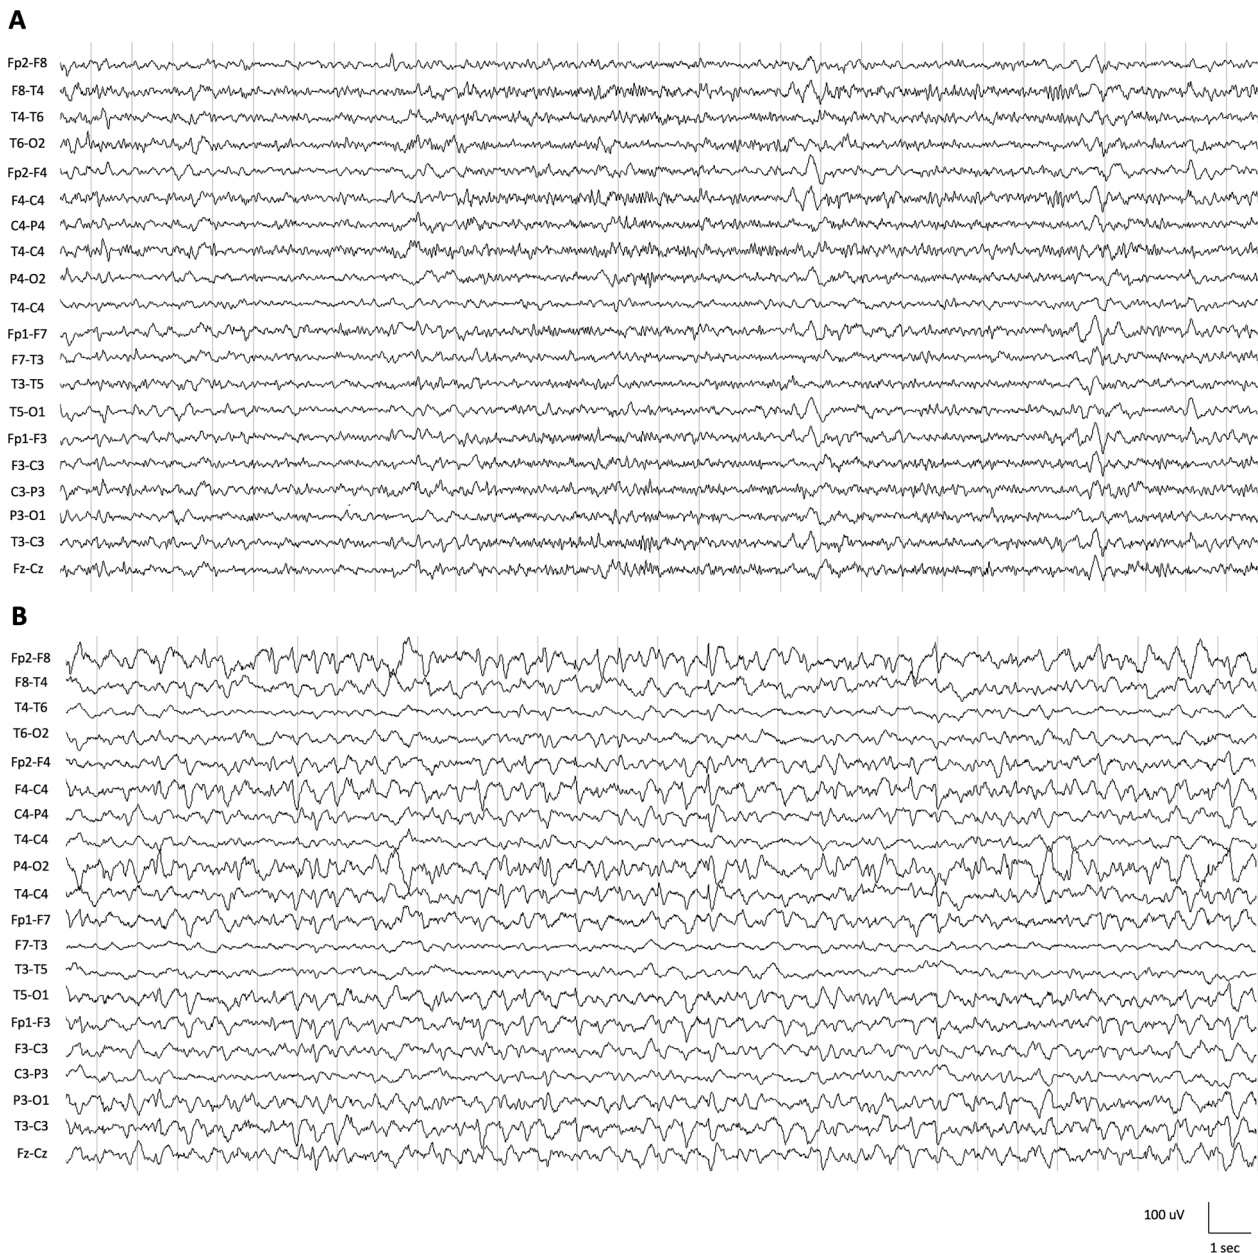 A
Fp2-F8
F8-T4
T4-T6
T6-O2
Fp2-F4
F4-C4
C4-P4
T4-C4
P4-O2
T4-C4
Fp1-F7
F7-T3
T3-T5
T5-O1
Fp1-F3
F3-C3
C3-P3
P3-O1
T3-C3
Fz-Cz
B
Fp2-F8
F8-T4
T4-T6
T6-O2
Fp2-F4
F4-C4
C4-P4
T4-C4
P4-O2
T4-C4
Fp1-F7
F7-T3
T3-T5
T5-O1
Fp1-F3
F3-C3
C3-P3
P3-O1
T3-C3
Fz-Cz
100 uV
1 sec